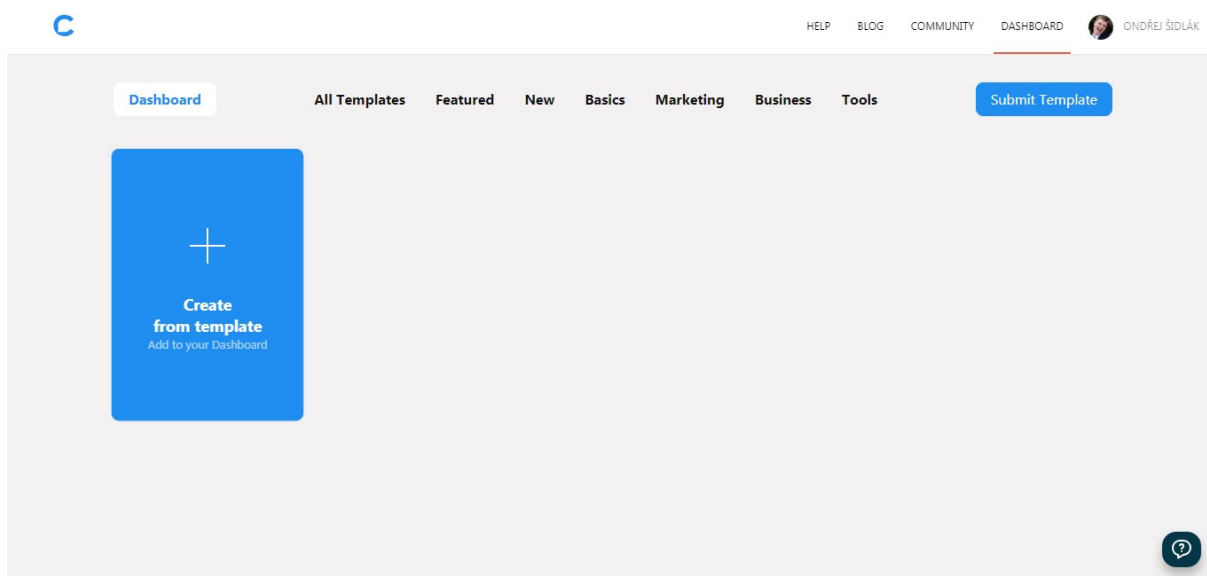 C
HELP BLOG COMMUNITY DASHBOARD ONDŘEJ ŠIDLÁK
Dashboard All Templates Featured New Basics Marketing Business Tools Submit Template
Create
from template
Add to your Dashboard
?